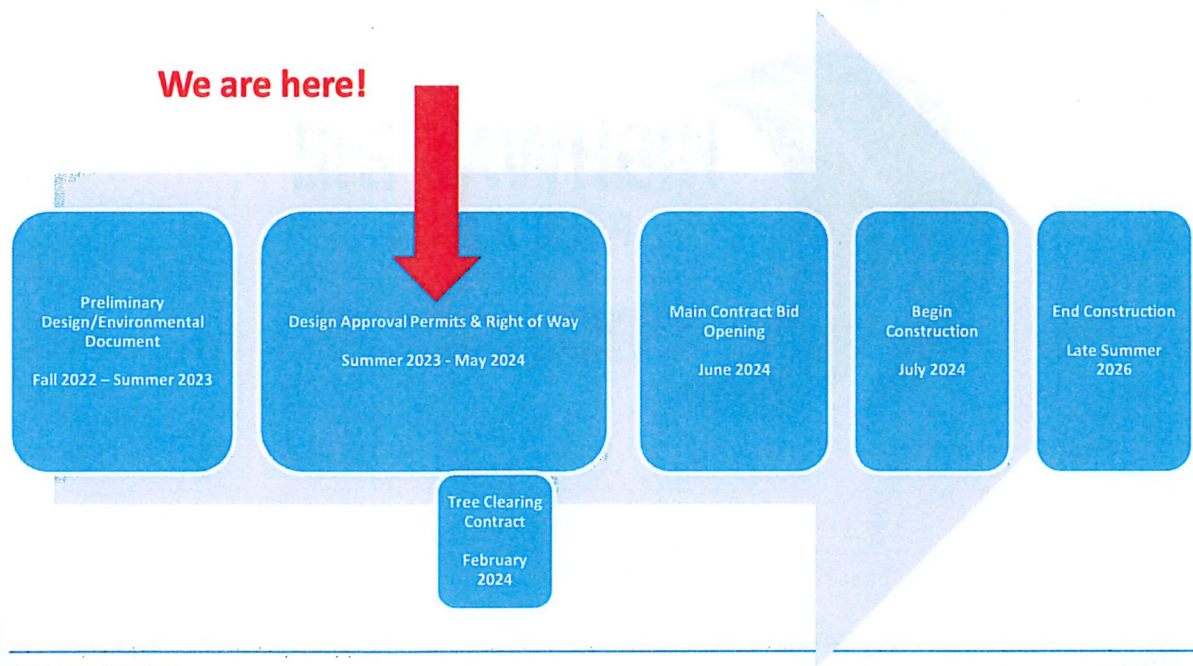 We are here!
Preliminary
Design/Environmental
Document
Fall 2022 – Summer 2023
Design Approval Permits & Right of Way
Summer 2023 - May 2024
Main Contract Bid
Opening
June 2024
Begin
Construction
July 2024
End Construction
Late Summer
2026
Tree Clearing
Contract
February
2024